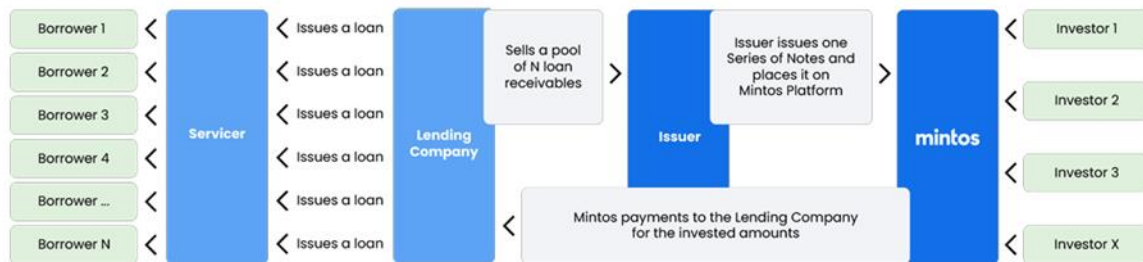 Borrower 1
Borrower 2
Borrower 3
Borrower 4
Borrower ...
Borrower N
Servicer
Issues a loan
Issues a loan
Issues a loan
Issues a loan
Issues a loan
Issues a loan
Lending
Company
Sells a pool
of N loan
receivables
Issuer
Issuer issues one
Series of Notes and
places it on
Mintos Platform
Mintos payments to the Lending Company
for the invested amounts
mintos
Investor 1
Investor 2
Investor 3
Investor X